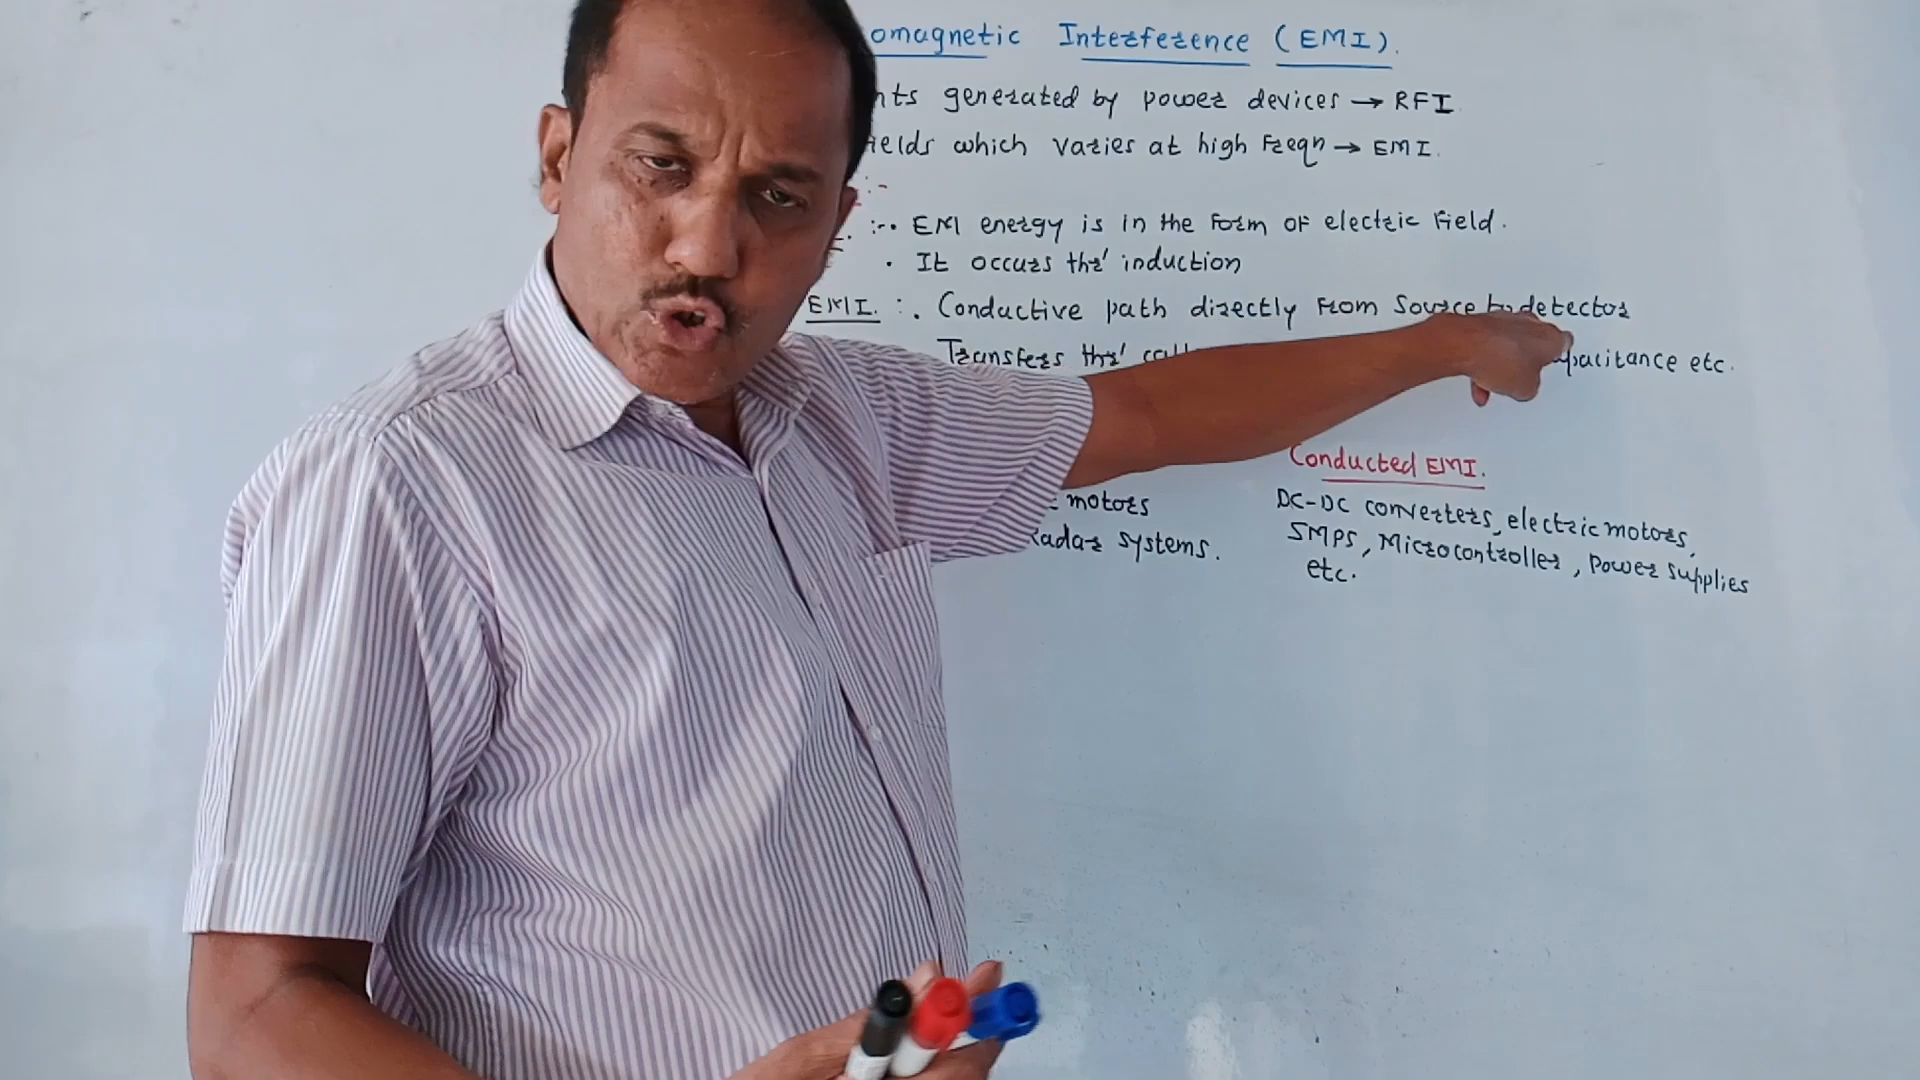 omagnetic Interference (EMI).
nts generated by power devices → RFI
ields which varies at high Freqn → EMI.
:-
:-• EM energy is in the Form of electric Field.
• It occurs thr' induction
EMI. :. Conductive path directly From Source to detector
Transfers thr' apacitance etc.
Conducted EMI.
motors
Radar systems.
DC-DC converters, electric motors,
SMPS, Microcontroller, Power supplies
etc.